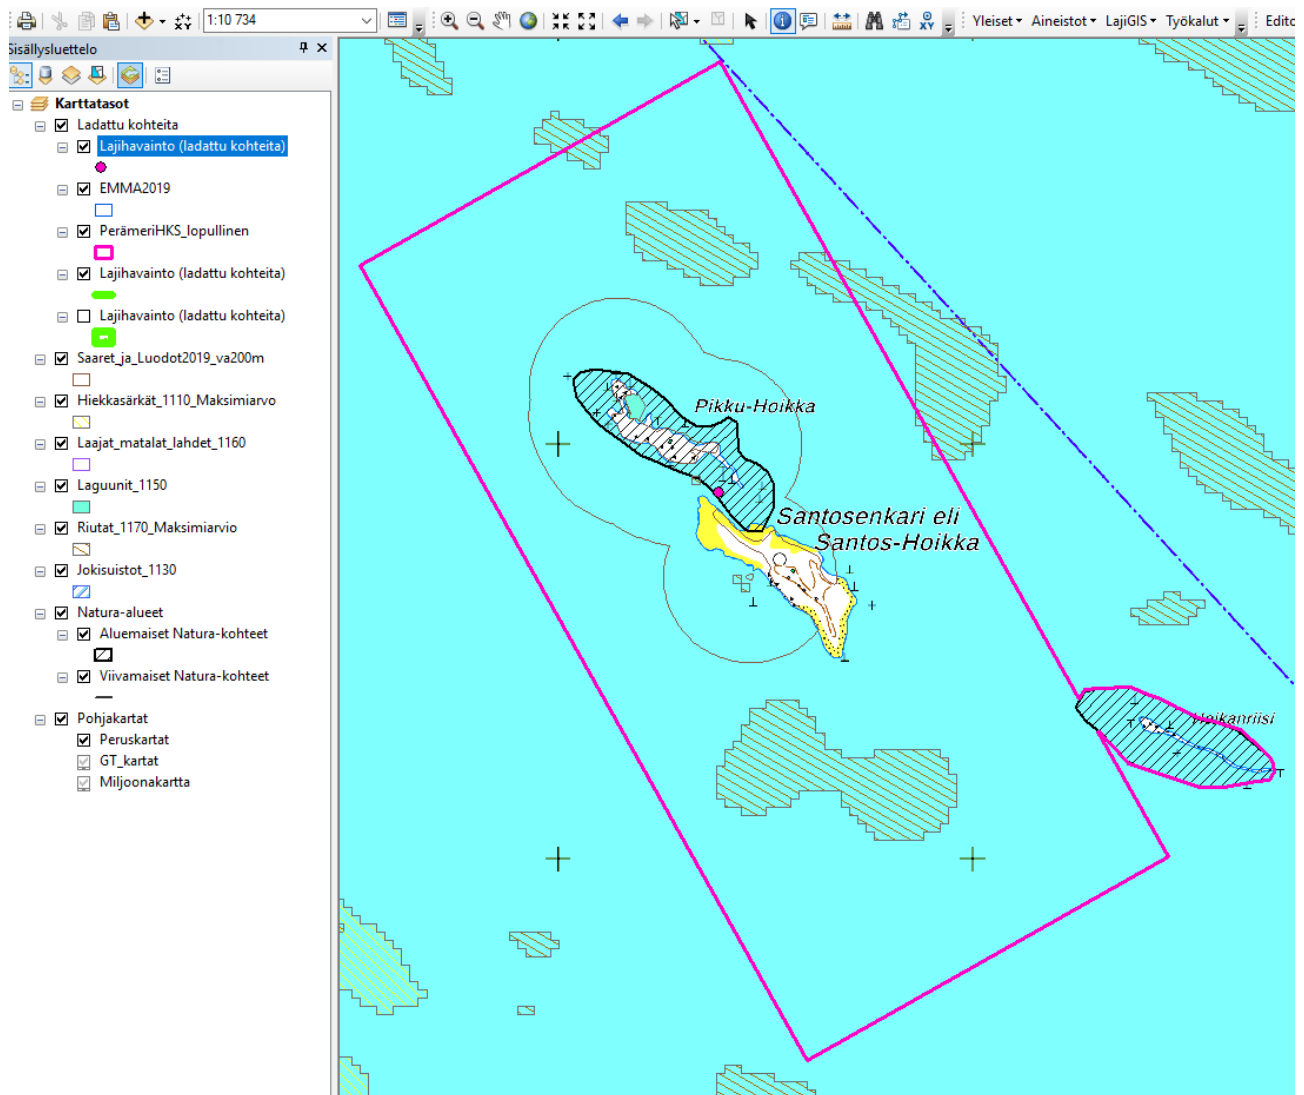 1:10 734
Yleiset
Aineistot
LajiGIS
Työkalut
Sisällysluettelo
Karttatasot
Ladattu kohteita
Lajihavainto (ladattu kohteita)
EMMA2019
PerämeriHKS_lopullinen
Lajihavainto (ladattu kohteita)
Lajihavainto (ladattu kohteita)
Saaret_ja_Luodot2019_va200m
Hiekkasärkät_1110_Maksimiarvo
Laajat_matalat_lahdet_1160
Laguunit_1150
Riutat_1170_Maksimiarvio
Jokisuistot_1130
Natura-alueet
Aluemaiset Natura-kohteet
Viivamaiset Natura-kohteet
Pohjakartat
Peruskartat
GT_kartat
Miljoonakartta
Pikku-Hoikka
Santosenkari eli
Santos-Hoikka